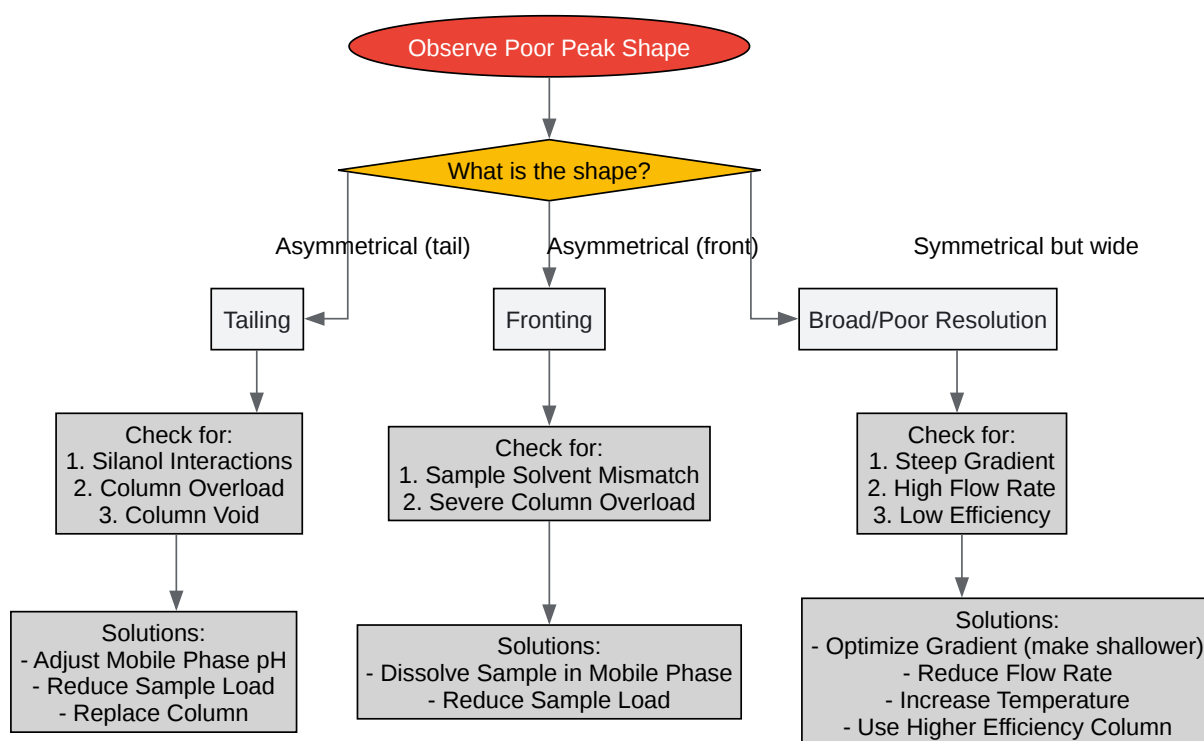 Observe Poor Peak Shape
What is the shape?
Asymmetrical (tail)
Asymmetrical (front)
Symmetrical but wide
Tailing
Fronting
Broad/Poor Resolution
Check for:
1. Silanol Interactions
2. Column Overload
3. Column Void
Check for:
1. Sample Solvent Mismatch
2. Severe Column Overload
Check for:
1. Steep Gradient
2. High Flow Rate
3. Low Efficiency
Solutions:
- Adjust Mobile Phase pH
- Reduce Sample Load
- Replace Column
Solutions:
- Dissolve Sample in Mobile Phase
- Reduce Sample Load
Solutions:
- Optimize Gradient (make shallower)
- Reduce Flow Rate
- Increase Temperature
- Use Higher Efficiency Column